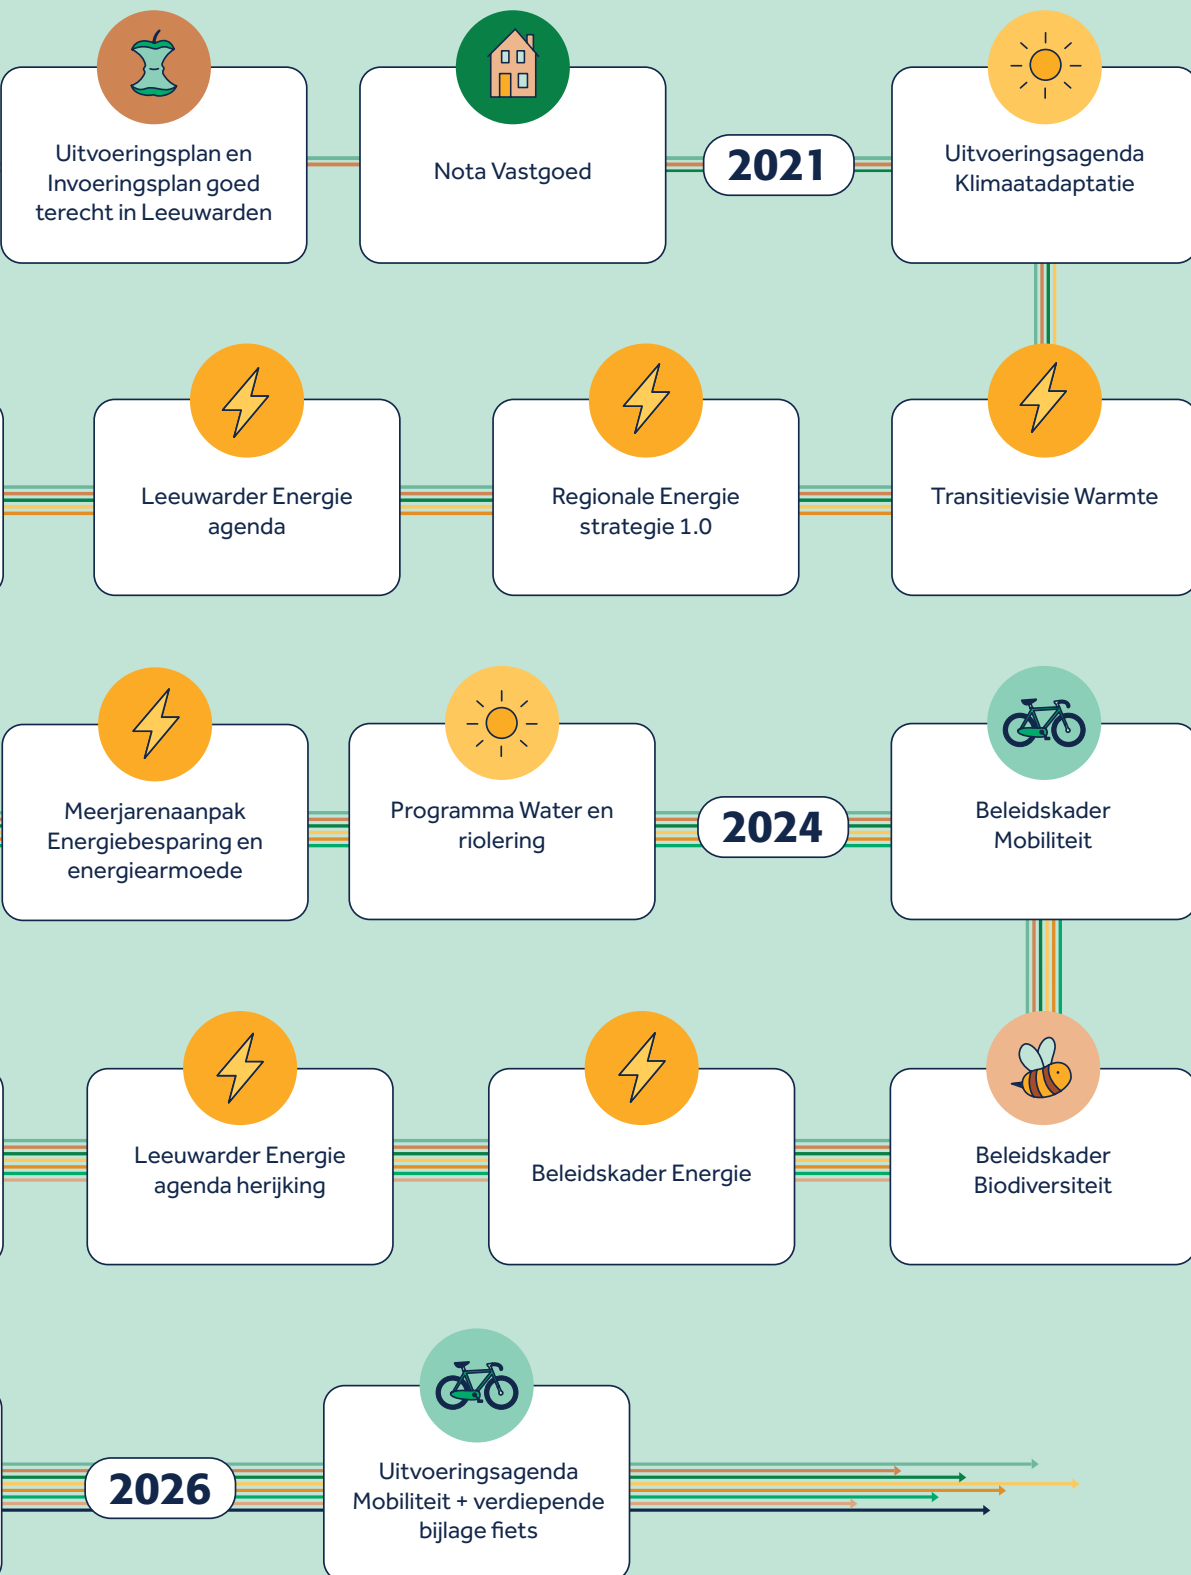 Uitvoeringsplan en
Invoeringsplan goed
terecht in Leeuwarden
Nota Vastgoed
2021
Uitvoeringsagenda
Klimaatadaptatie
Leeuwarder Energie
agenda
Regionale Energie
strategie 1.0
Transitievisie Warmte
Meerjarenaanpak
Energiebesparing en
energiearmoede
Programma Water en
riolering
2024
Beleidskader
Mobiliteit
Leeuwarder Energie
agenda herijking
Beleidskader Energie
Beleidskader
Biodiversiteit
2026
Uitvoeringsagenda
Mobiliteit + verdiepende
bijlage fiets